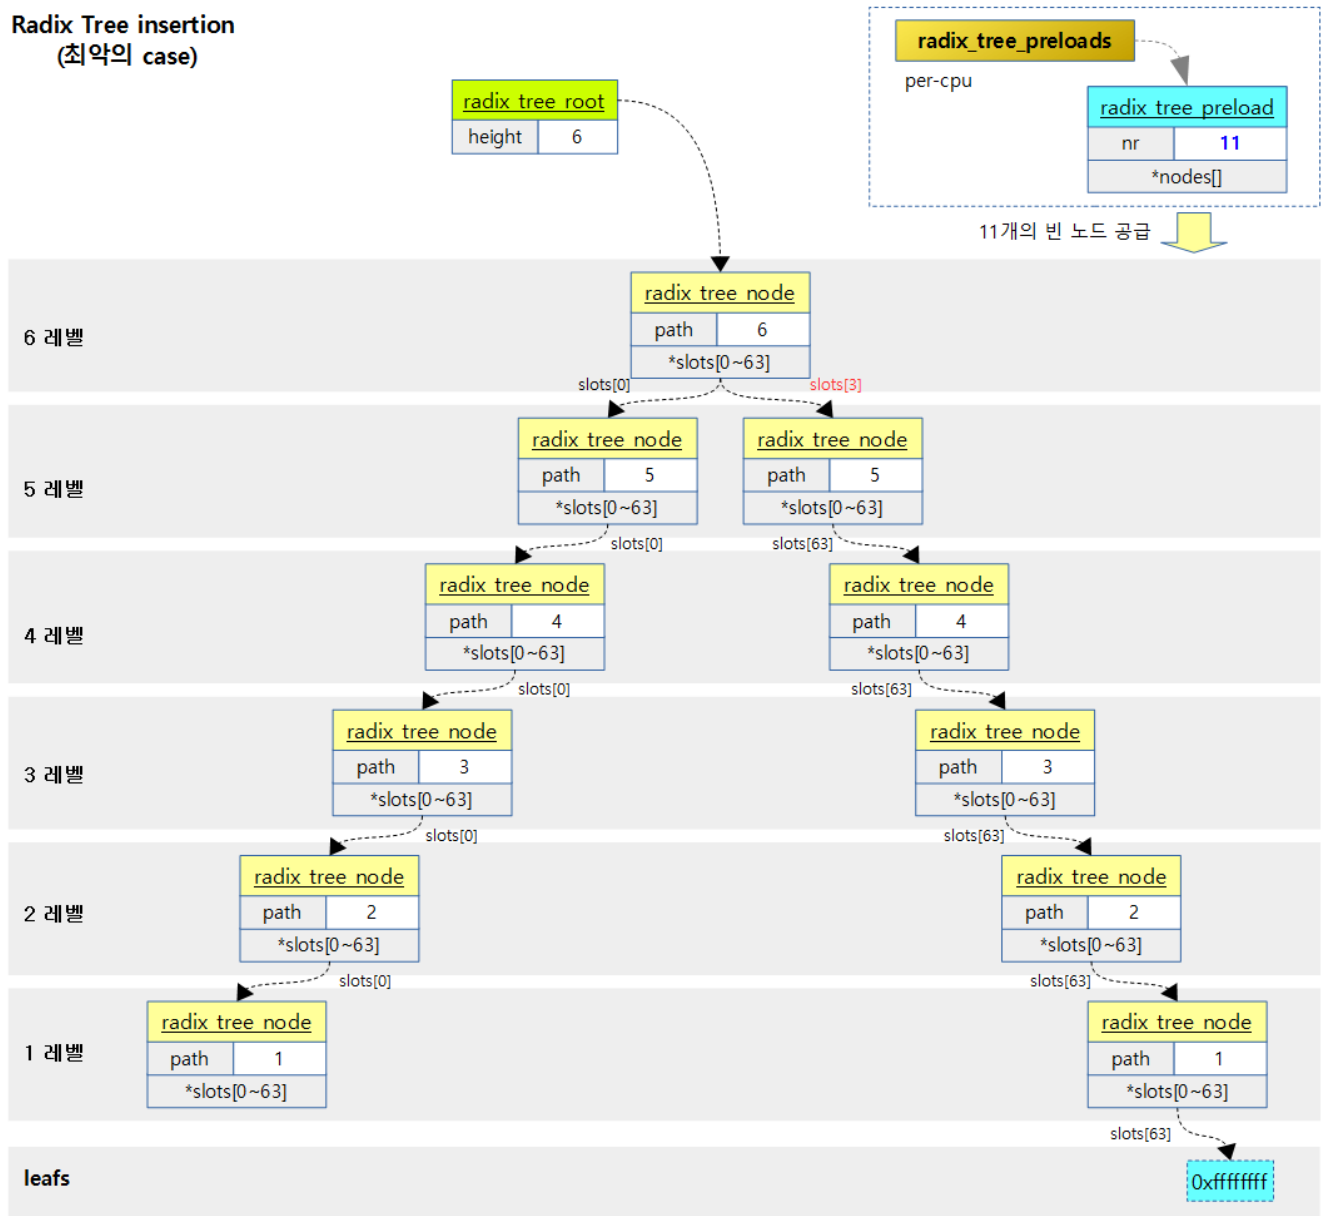 Radix Tree insertion
(최악의 case)
radix_tree_preloads
per-cpu
radix_tree_preload
nr 11
*nodes[]
11개의 빈 노드 공급
radix_tree_root
height 6
6 레벨
radix_tree_node
path 6
*slots[0~63]
slots[0] slots[3]
5 레벨
radix_tree_node radix_tree_node
path 5 path 5
*slots[0~63] *slots[0~63]
slots[0] slots[63]
4 레벨
radix_tree_node radix_tree_node
path 4 path 4
*slots[0~63] *slots[0~63]
slots[0] slots[63]
3 레벨
radix_tree_node radix_tree_node
path 3 path 3
*slots[0~63] *slots[0~63]
slots[0] slots[63]
2 레벨
radix_tree_node radix_tree_node
path 2 path 2
*slots[0~63] *slots[0~63]
slots[0] slots[63]
1 레벨
radix_tree_node radix_tree_node
path 1 path 1
*slots[0~63] *slots[0~63]
slots[63]
leafs
0xffffffff